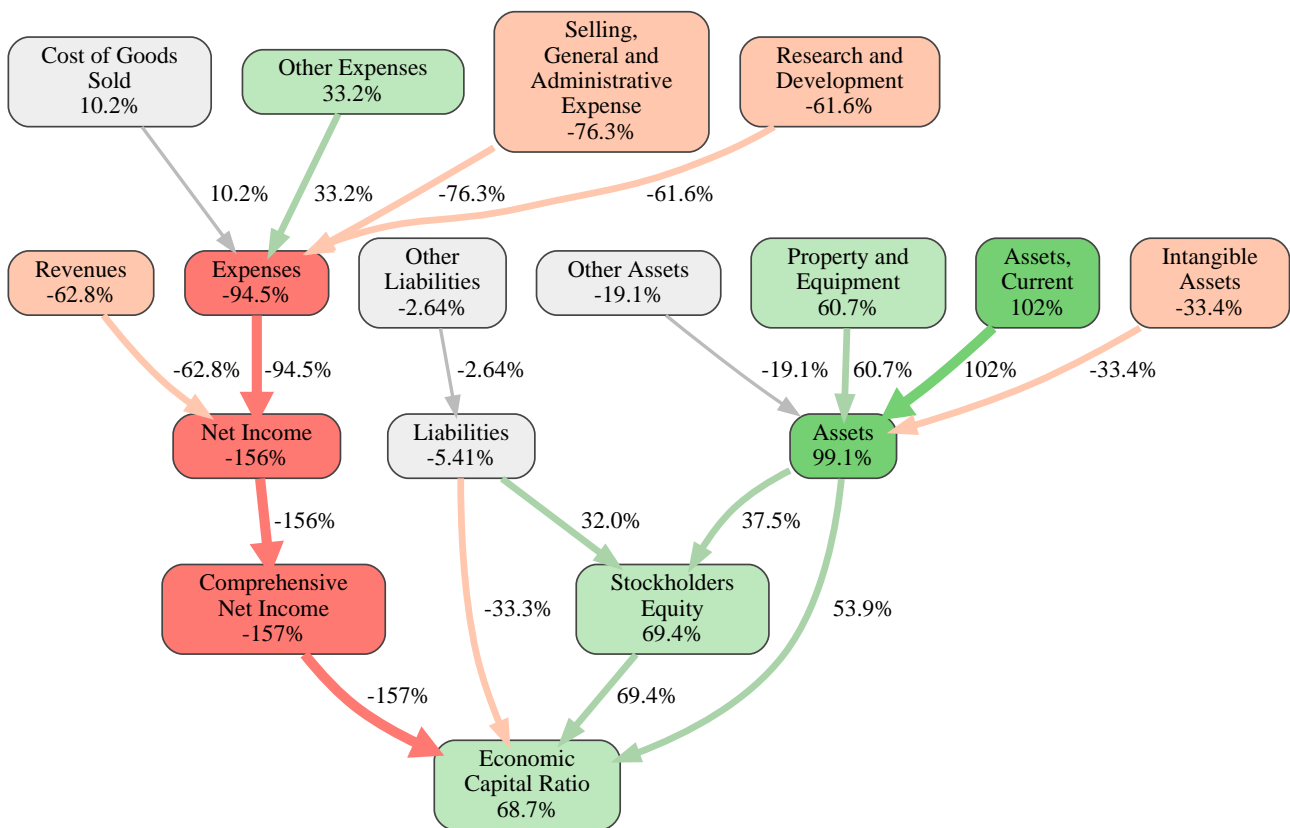 Cost of Goods
Sold
10.2%
Other Expenses
33.2%
Selling,
General and
Administrative
Expense
-76.3%
Research and
Development
-61.6%
10.2%
33.2%
-76.3%
-61.6%
Revenues
-62.8%
Expenses
-94.5%
Other
Liabilities
-2.64%
Other Assets
-19.1%
Property and
Equipment
60.7%
Assets,
Current
102%
Intangible
Assets
-33.4%
-62.8%
-94.5%
-2.64%
-19.1%
60.7%
102%
-33.4%
Net Income
-156%
Liabilities
-5.41%
Assets
99.1%
-156%
32.0%
37.5%
Comprehensive
Net Income
-157%
-33.3%
Stockholders
Equity
69.4%
53.9%
-157%
69.4%
Economic
Capital Ratio
68.7%